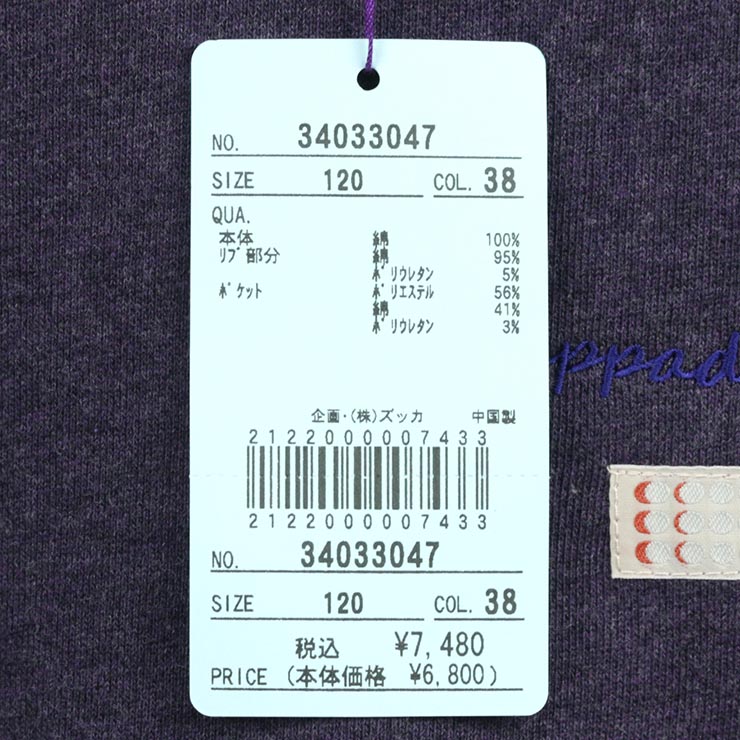 NO. 34033047
SIZE 120 COL. 38
QUA.
本体 綿 100%
ﾘﾌﾞ部分 綿 95%
ﾎﾟﾘｳﾚﾀﾝ 5%
ﾎﾟｹｯﾄ ﾎﾟﾘｴｽﾃﾙ 56%
綿 41%
ﾎﾟﾘｳﾚﾀﾝ 3%
ppad
企画・(株)ズッカ 中国製
2122000007433
2122000007433
NO. 34033047
SIZE 120 COL. 38
税込 ¥7,480
PRICE (本体価格 ¥6,800)